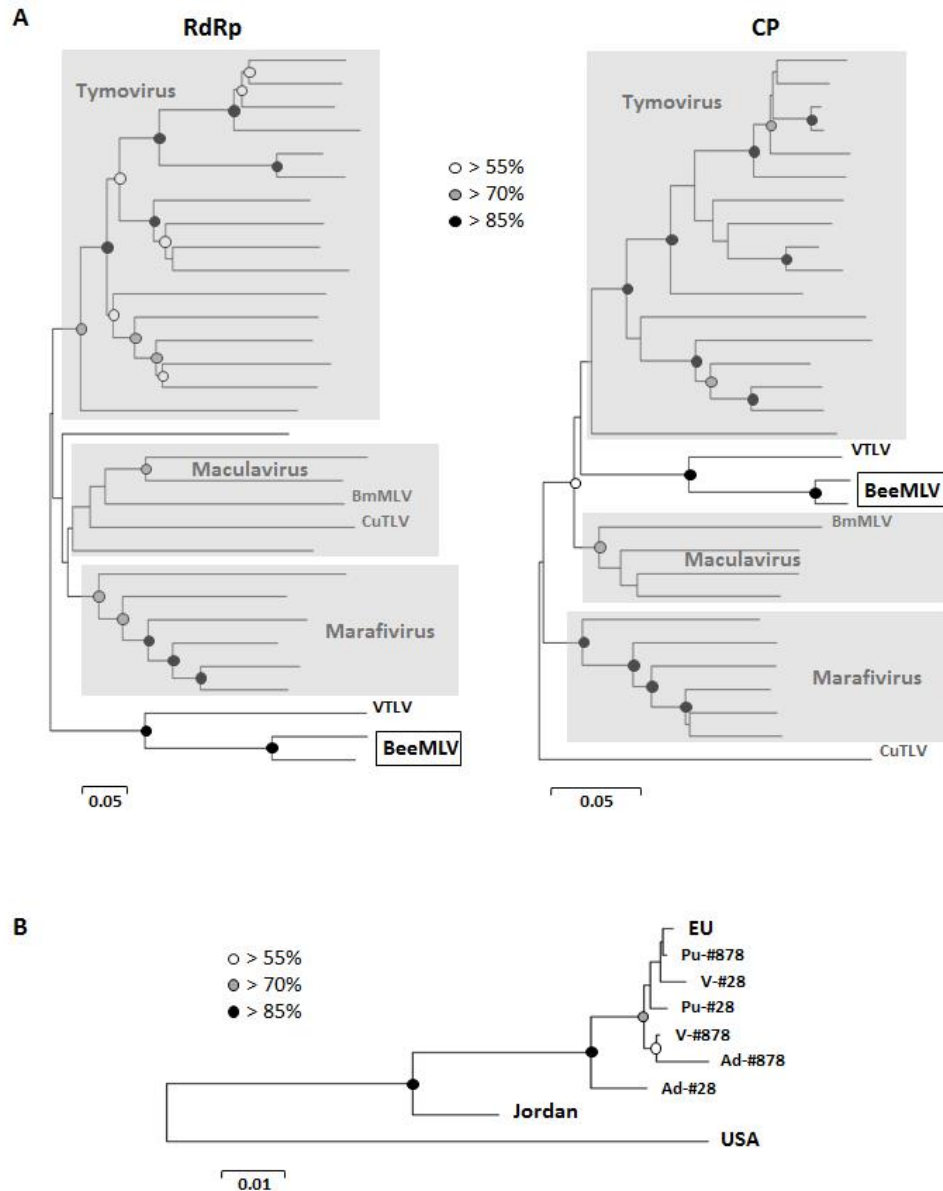 A
RdRp
CP
Tymovirus
Tymovirus
> 55%
> 70%
> 85%
Maculavirus
BmMLV
CuTLV
Marafivirus
VTLV
BeeMLV
0.05
VTLV
BeeMLV
BmMLV
Maculavirus
Marafivirus
CuTLV
0.05
B
> 55%
> 70%
> 85%
EU
Pu-#878
V-#28
Pu-#28
V-#878
Ad-#878
Ad-#28
Jordan
USA
0.01